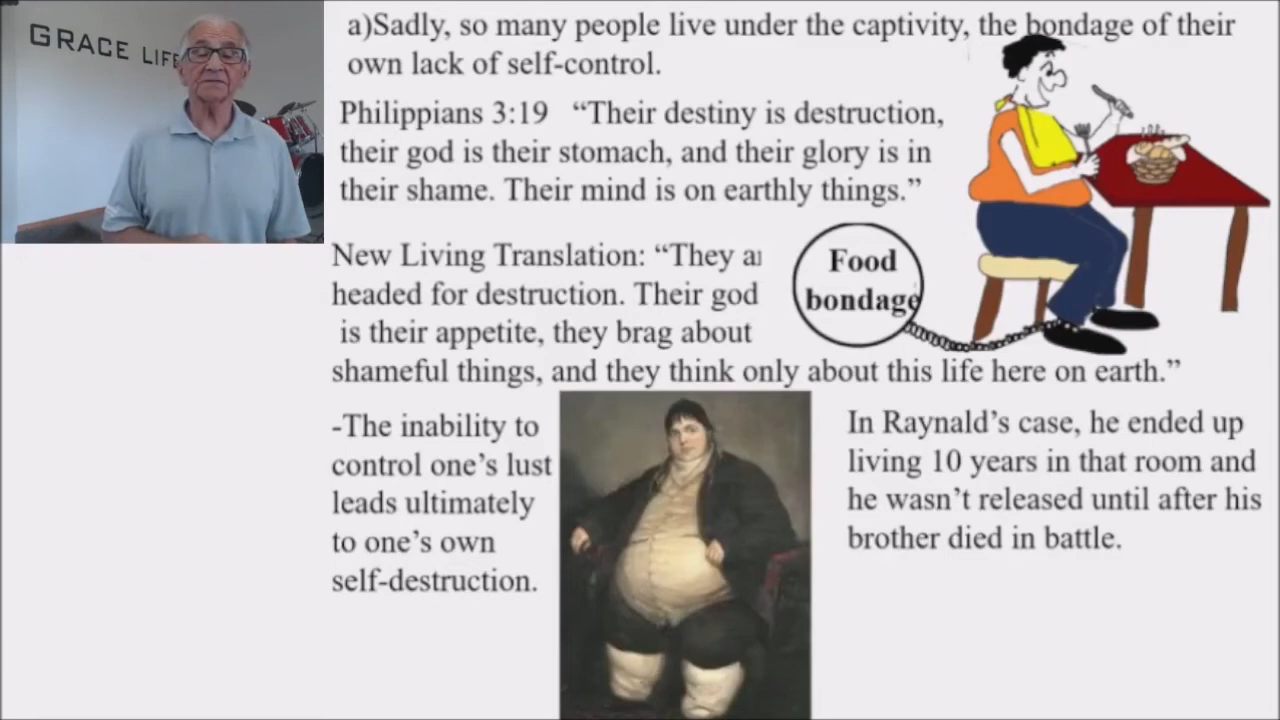 GRACE LIFE
a)Sadly, so many people live under the captivity, the bondage of their
own lack of self-control.
Philippians 3:19 “Their destiny is destruction,
their god is their stomach, and their glory is in
their shame. Their mind is on earthly things.”
New Living Translation: “They
headed for destruction. Their god
is their appetite, they brag about
shameful things, and they think only about this life here on earth.”
Food
bondage
-The inability to
control one’s lust
leads ultimately
to one’s own
self-destruction.
In Raynald’s case, he ended up
living 10 years in that room and
he wasn’t released until after his
brother died in battle.